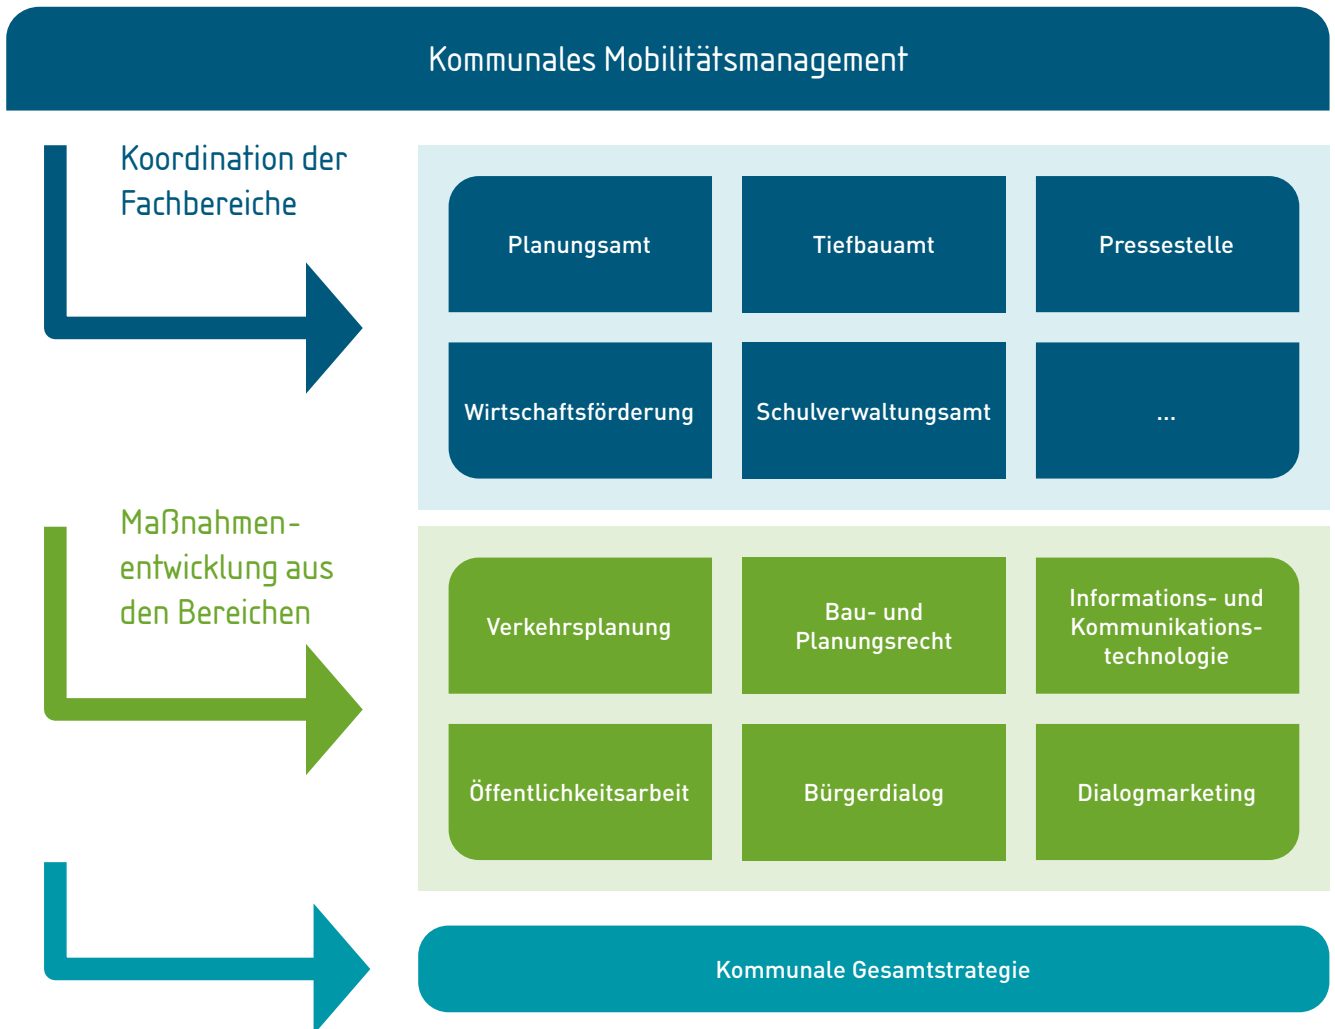 Kommunales Mobilitätsmanagement
Koordination der
Fachbereiche
Planungsamt
Tiefbauamt
Pressestelle
Wirtschaftsförderung
Schulverwaltungsamt
...
Maßnahmen-
entwicklung aus
den Bereichen
Verkehrsplanung
Bau- und
Planungsrecht
Informations- und
Kommunikations-
technologie
Öffentlichkeitsarbeit
Bürgerdialog
Dialogmarketing
Kommunale Gesamtstrategie